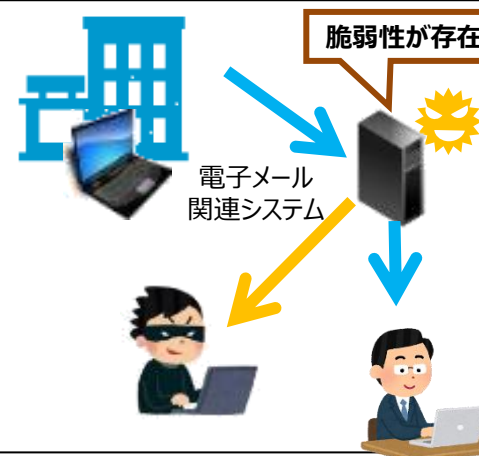 脆弱性が存在
電子メール
関連システム